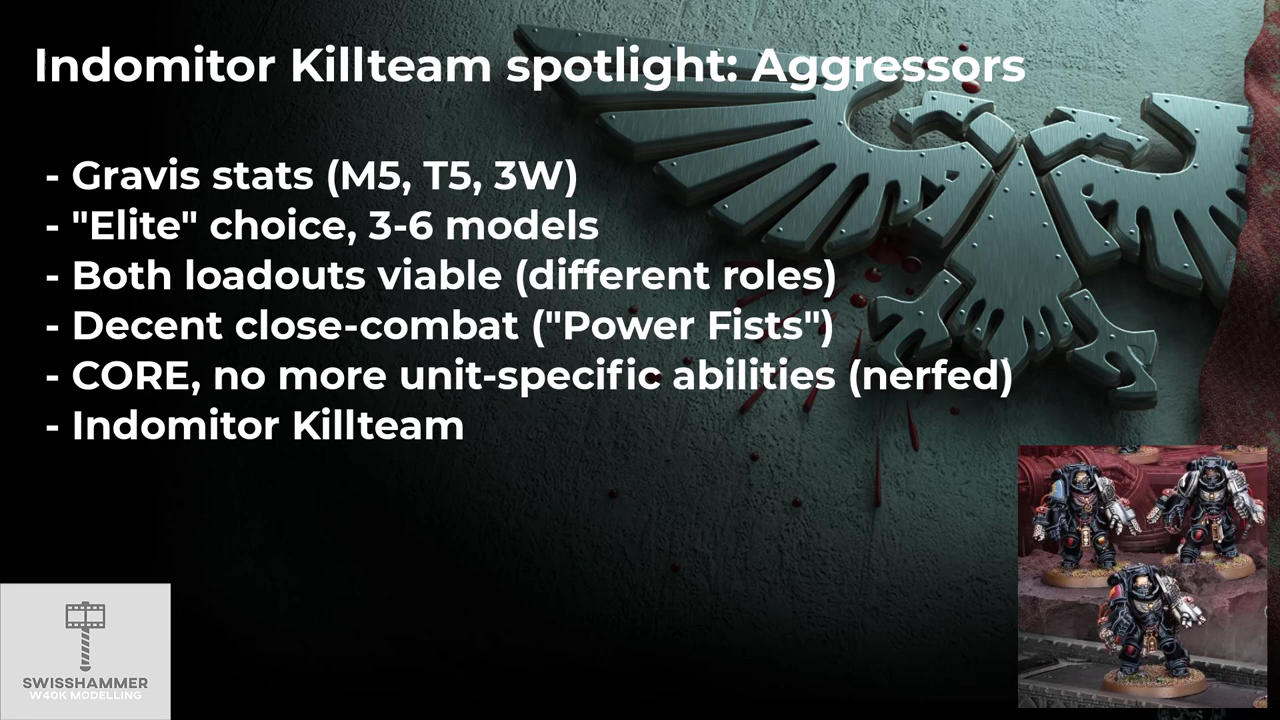 Indomitor Killteam spotlight: Aggressors
- Gravis stats (M5, T5, 3W)
- "Elite" choice, 3-6 models
- Both loadouts viable (different roles)
- Decent close-combat ("Power Fists")
- CORE, no more unit-specific abilities (nerfed)
- Indomitor Killteam
SWISSHAMMER
W40K MODELLING